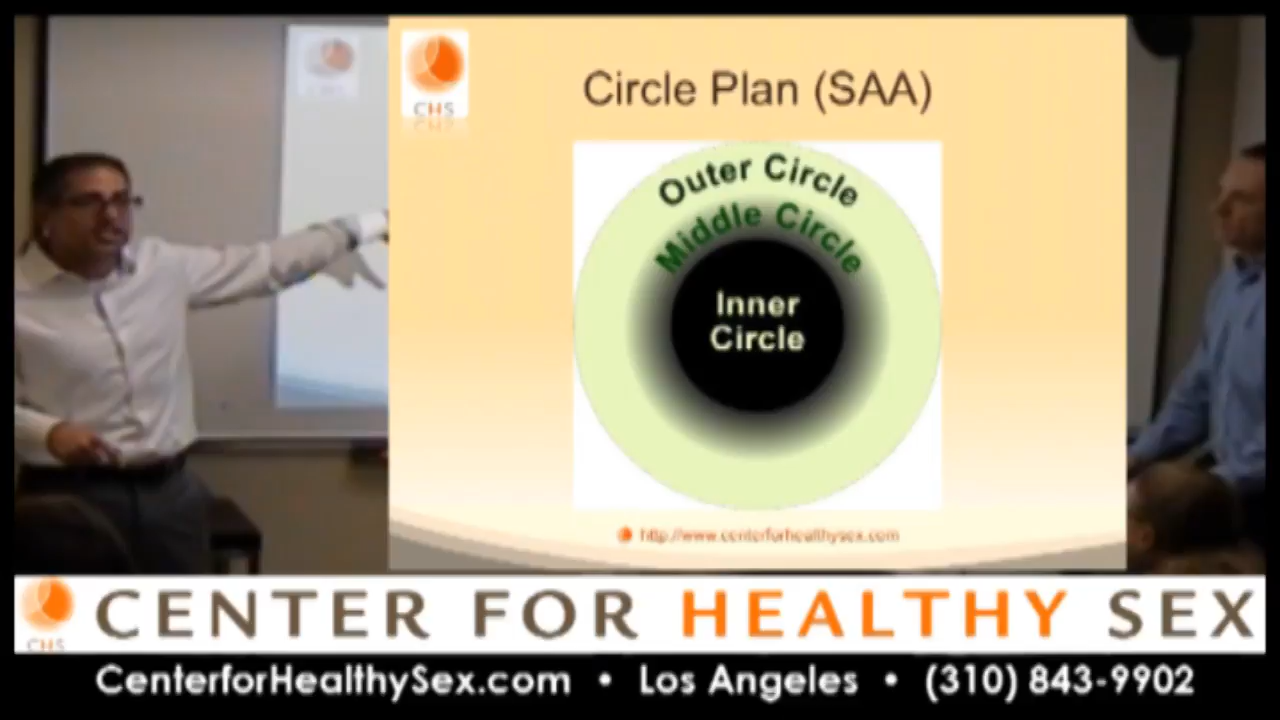 CHS
Circle Plan (SAA)
Outer Circle
Middle Circle
Inner
Circle
http://www.centerforhealthysex.com
CENTER FOR HEALTHY SEX
CHS
CenterforHealthySex.com • Los Angeles • (310) 843-9902